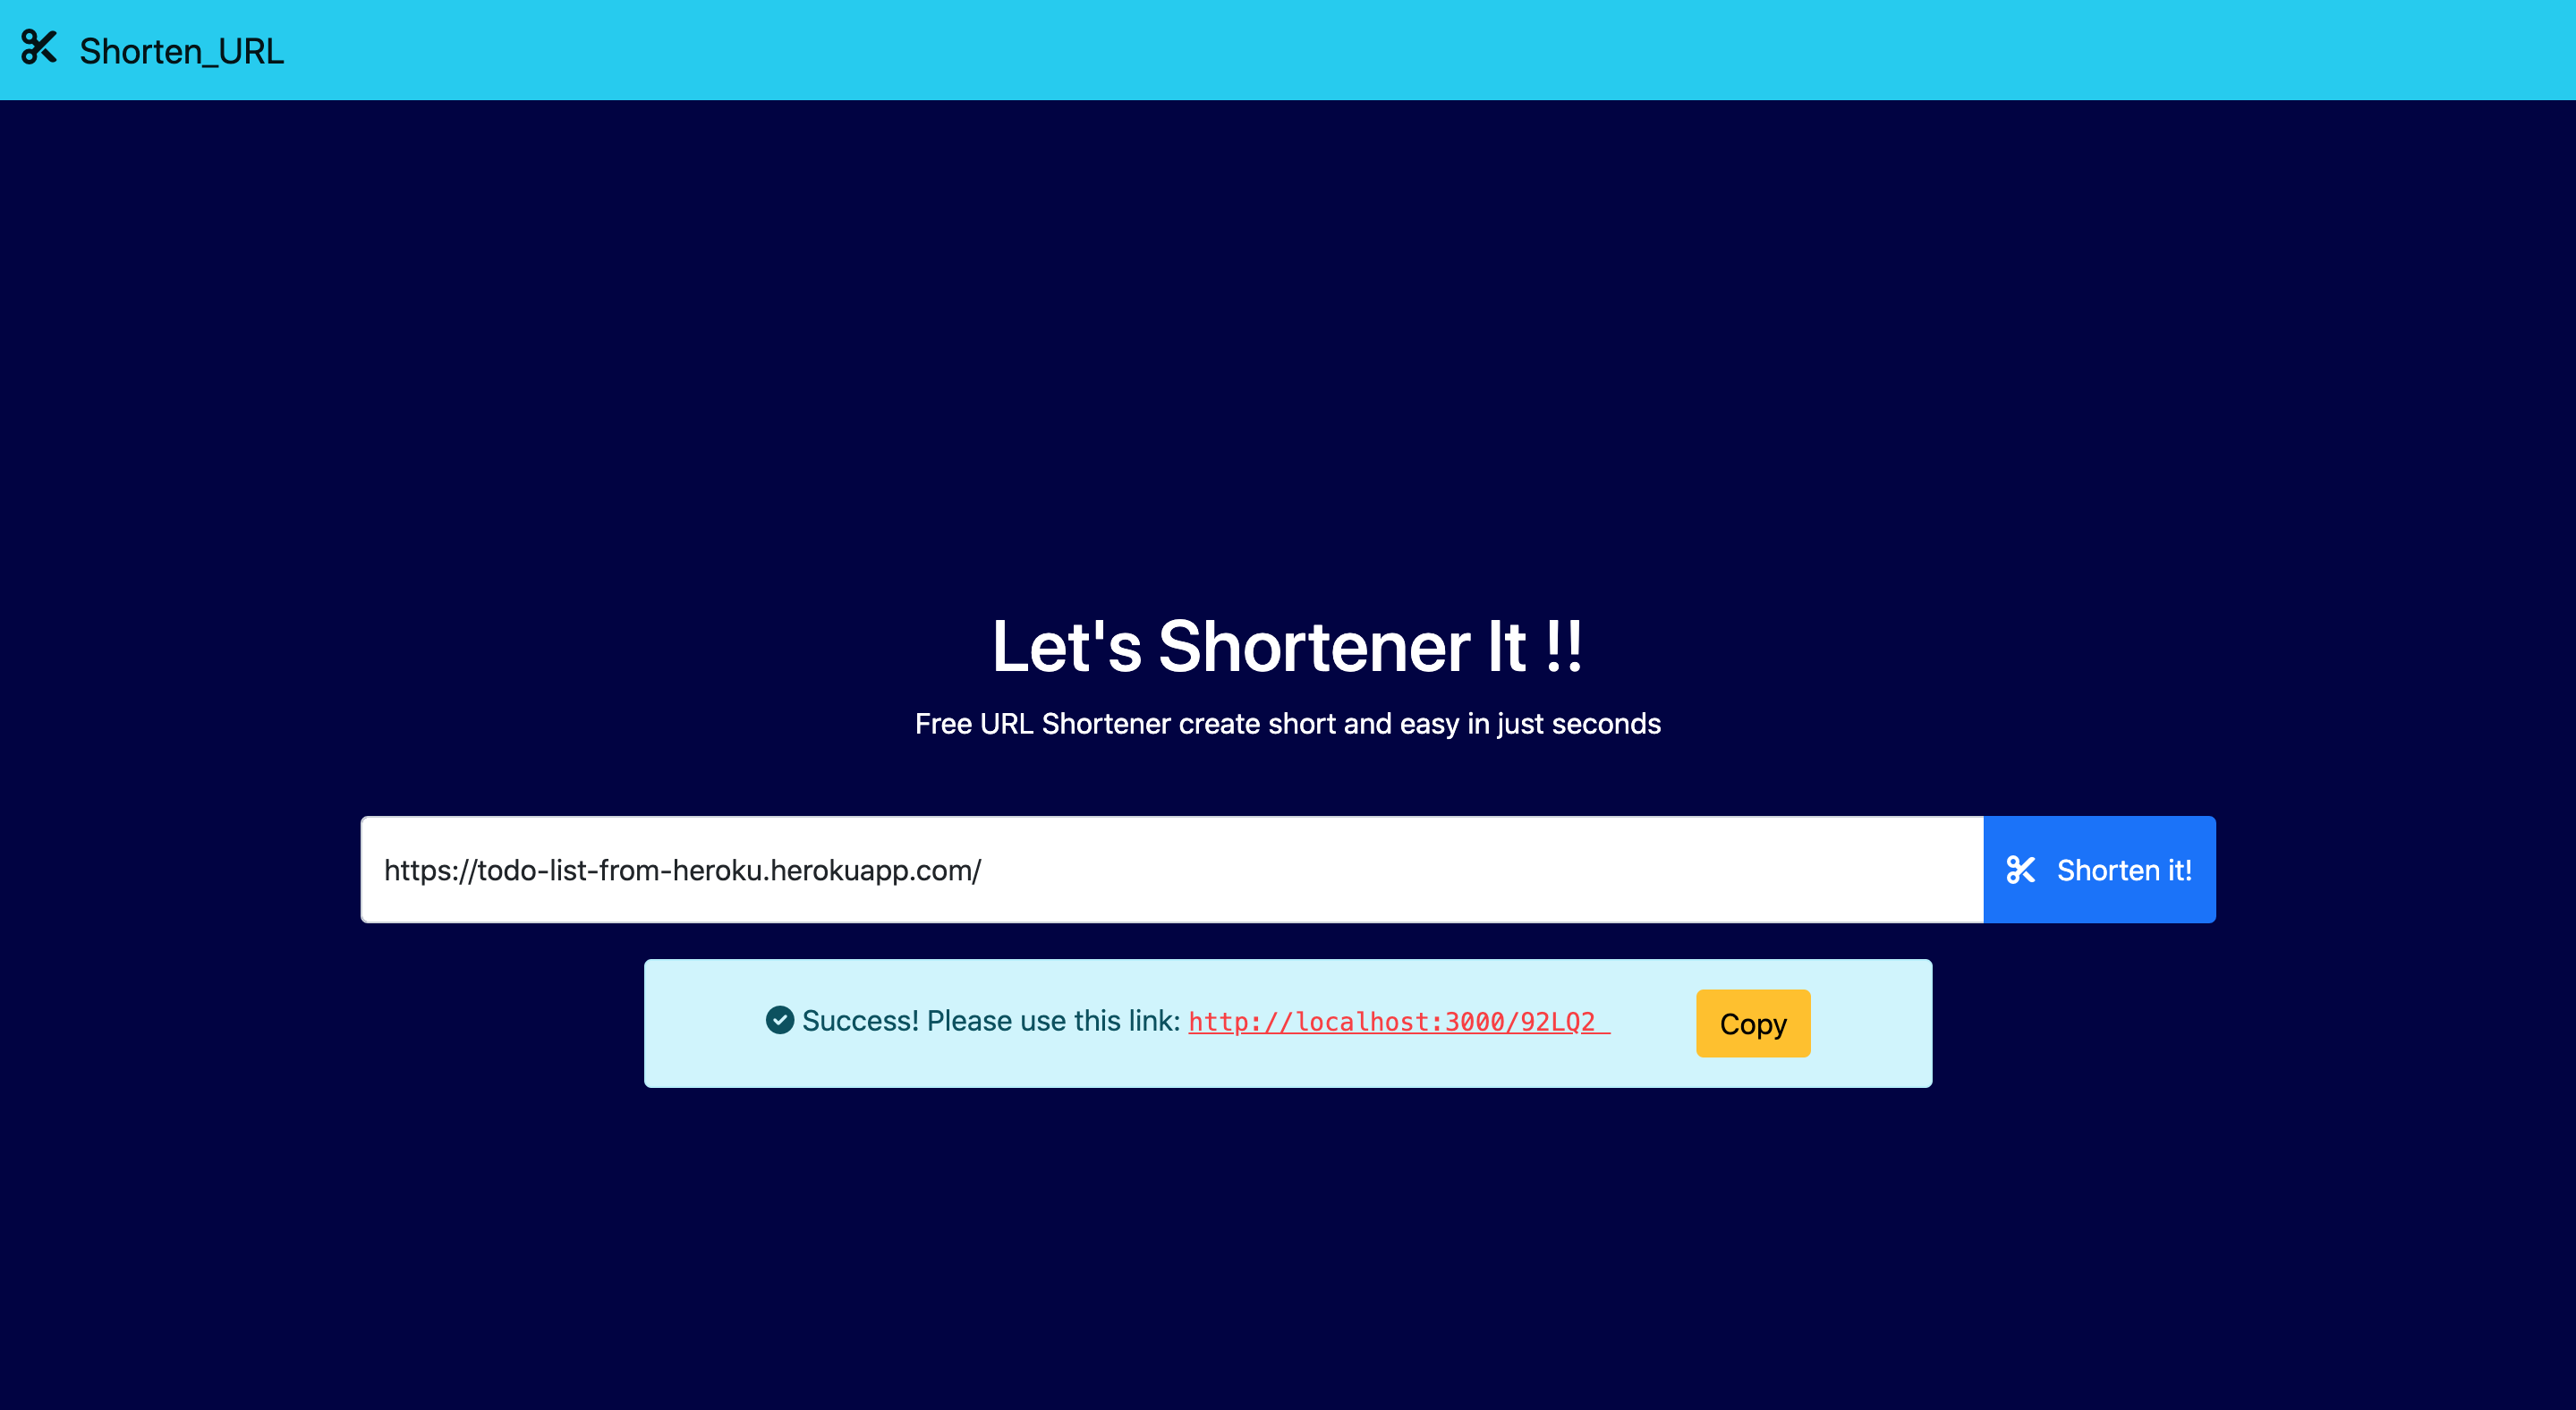 Shorten_URL
Let's Shortener It !!
Free URL Shortener create short and easy in just seconds
https://todo-list-from-heroku.herokuapp.com/
Shorten it!
Success! Please use this link: http://localhost:3000/92LQ2
Copy